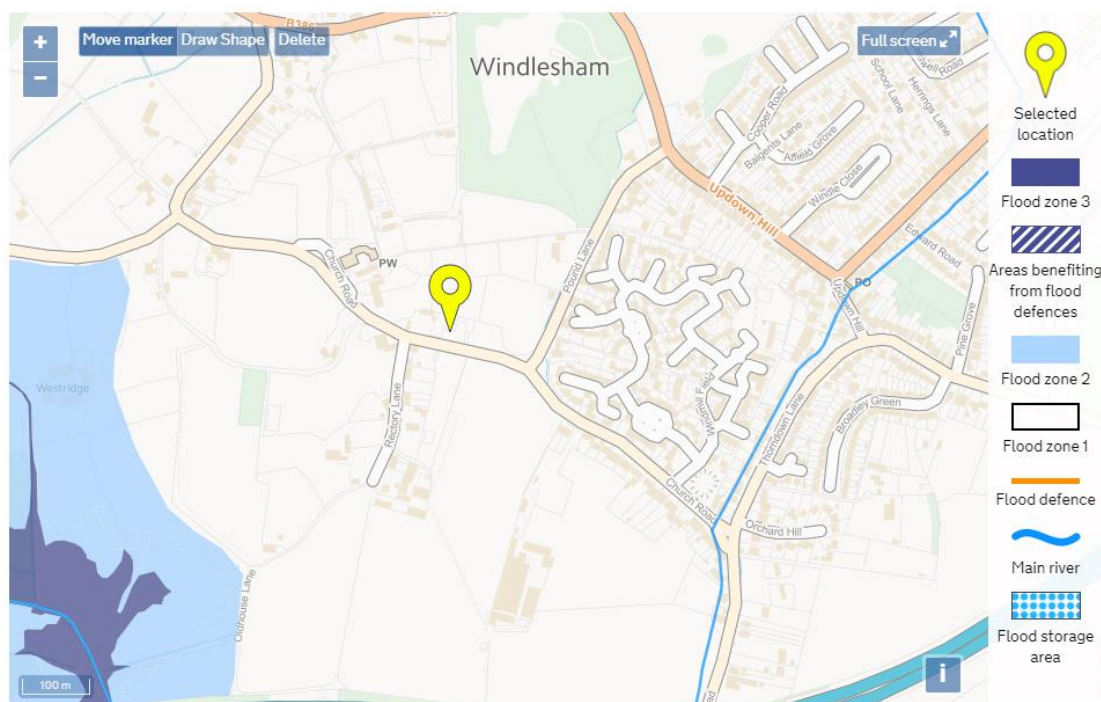 B386
+
−
Move marker
Draw Shape
Delete
Full screen
Windlesham
Cooper Road
Baigents Lane
Affield Grove
School Lane
Herrings Lane
Windle Close
Updown Hill
Edward Road
PO
Updown Hill
Pine Grove
Pound Lane
PW
Church Road
Rectory Lane
Westridge
Windmill Field
Thorndown Lane
Broadley Green
Church Road
Orchard Hill
Oldhouse Lane
100 m
i
Selected
location
Flood zone 3
Areas benefiting
from flood
defences
Flood zone 2
Flood zone 1
Flood defence
Main river
Flood storage
area